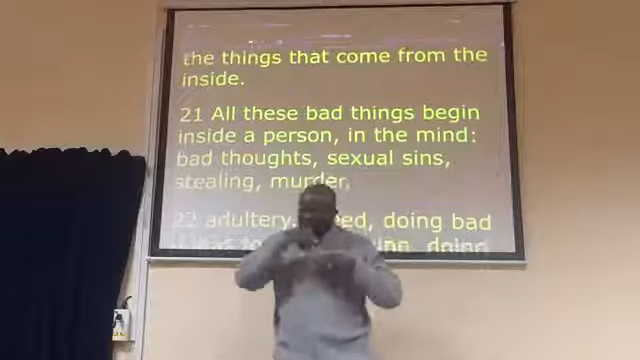 the things that come from the
inside.
21 All these bad things begin
inside a person, in the mind:
bad thoughts, sexual sins,
stealing, murder,
22 adultery, doing bad
doing